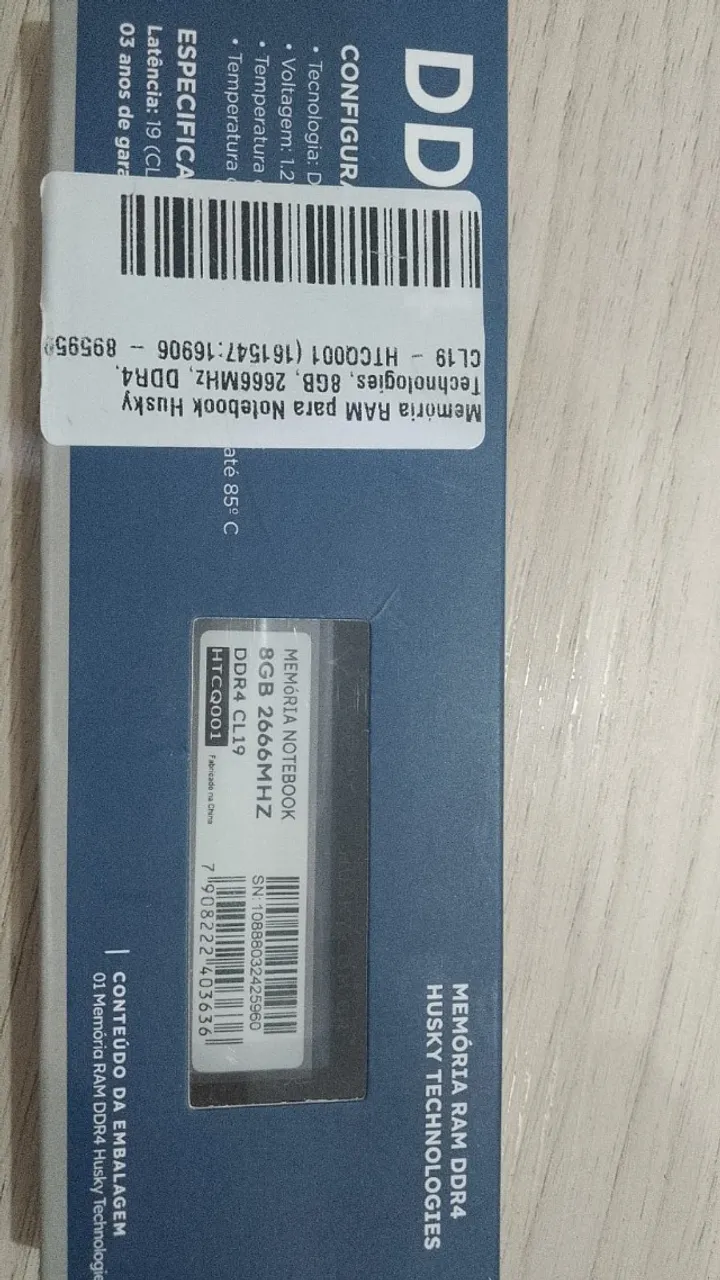 DD
CONFIGURA
• Tecnologia: D
• Voltagem: 1.2
• Temperatura
• Temperatura
até 85º C
ESPECIFICA
Latência: 19 (CL
03 anos de gara
Memória RAM para Notebook Husky
Technologies, 8GB, 2666MHz, DDR4,
CL19 - HTCQ001 (161547:16906 - 89595
MEMÓRIA NOTEBOOK
8GB 2666MHZ
DDR4 CL19
HTCQ001
Fabricado na China
SN:10888032425960
7 908222 403636
MEMÓRIA RAM DDR4
HUSKY TECHNOLOGIES
CONTEÚDO DA EMBALAGEM
01 Memória RAM DDR4 Husky Technologie